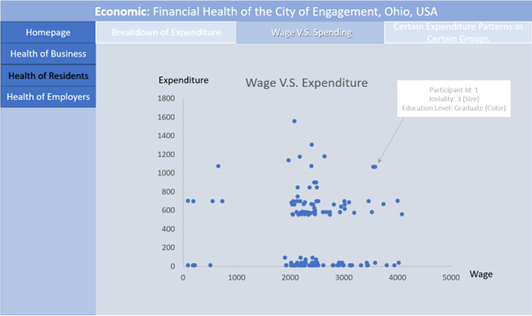 Economic: Financial Health of the City of Engagement, Ohio, USA
Homepage
Breakdown of Expenditure
Wage V.S. Spending
Certain Expenditure Patterns in
Certain Groups
Health of Business
Health of Residents
Health of Employers
Expenditure
Wage V.S. Expenditure
Participant Id: 1
Joviality: 3 (Size)
Education Level: Graduate (Color)
1800
1600
1400
1200
1000
800
600
400
200
0
0
1000
2000
3000
4000
5000
Wage